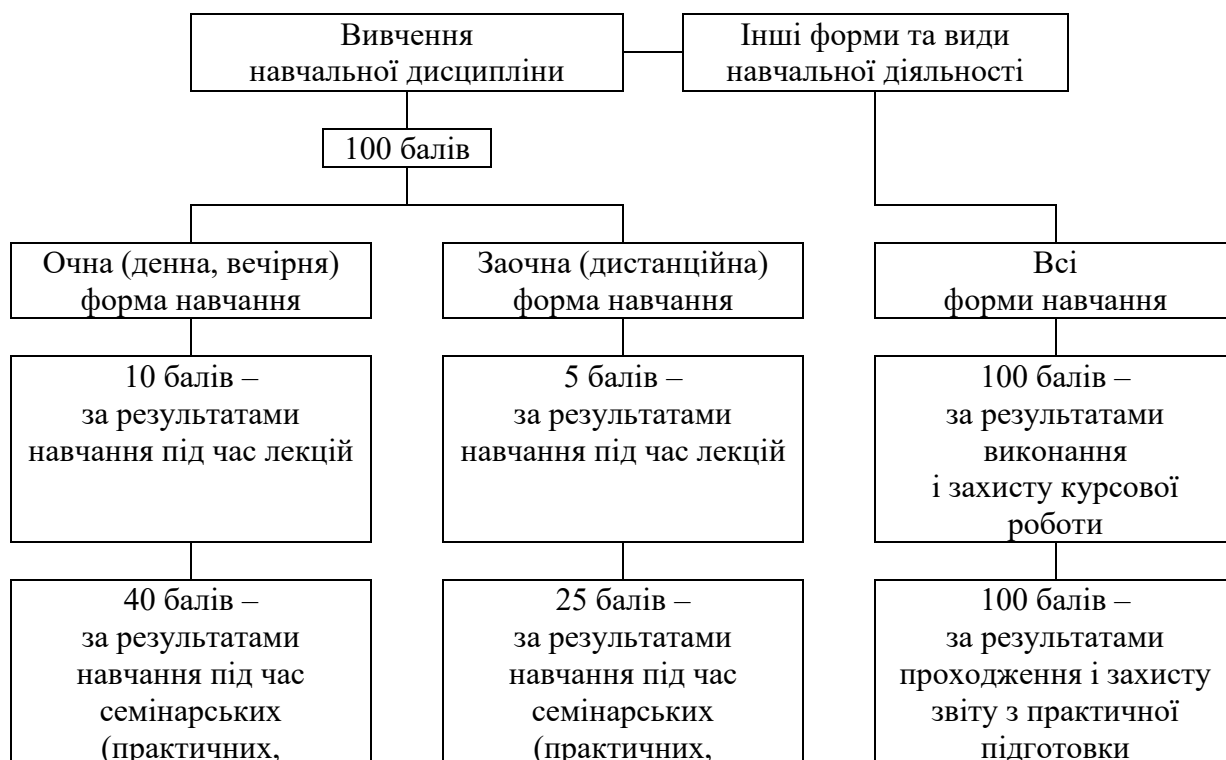 Вивчення
навчальної дисципліни
Інші форми та види
навчальної діяльності
100 балів
Очна (денна, вечірня)
форма навчання
Заочна (дистанційна)
форма навчання
Всі
форми навчання
10 балів –
за результатами
навчання під час лекцій
5 балів –
за результатами
навчання під час лекцій
100 балів –
за результатами
виконання
і захисту курсової
роботи
40 балів –
за результатами
навчання під час
семінарських
(практичних,
25 балів –
за результатами
навчання під час
семінарських
(практичних,
100 балів –
за результатами
проходження і захисту
звіту з практичної
підготовки